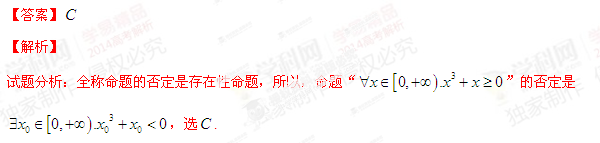 【答案】C
【解析】
试题分析：全称命题的否定是存在性命题，所以，命题“∀x∈[0,+∞).x³+x≥0”的否定是
∃x₀∈[0,+∞).x₀³+x₀<0，选C.